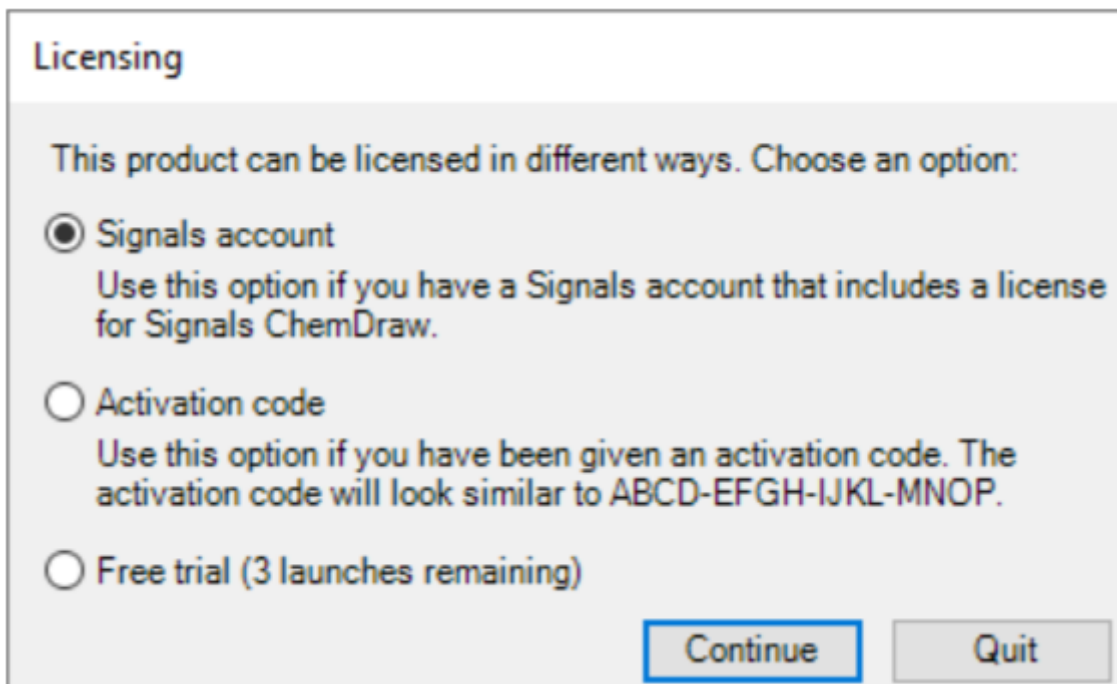 Licensing
This product can be licensed in different ways. Choose an option:
Signals account
Use this option if you have a Signals account that includes a license
for Signals ChemDraw.
Activation code
Use this option if you have been given an activation code. The
activation code will look similar to ABCD-EFGH-IJKL-MNOP.
Free trial (3 launches remaining)
Continue Quit